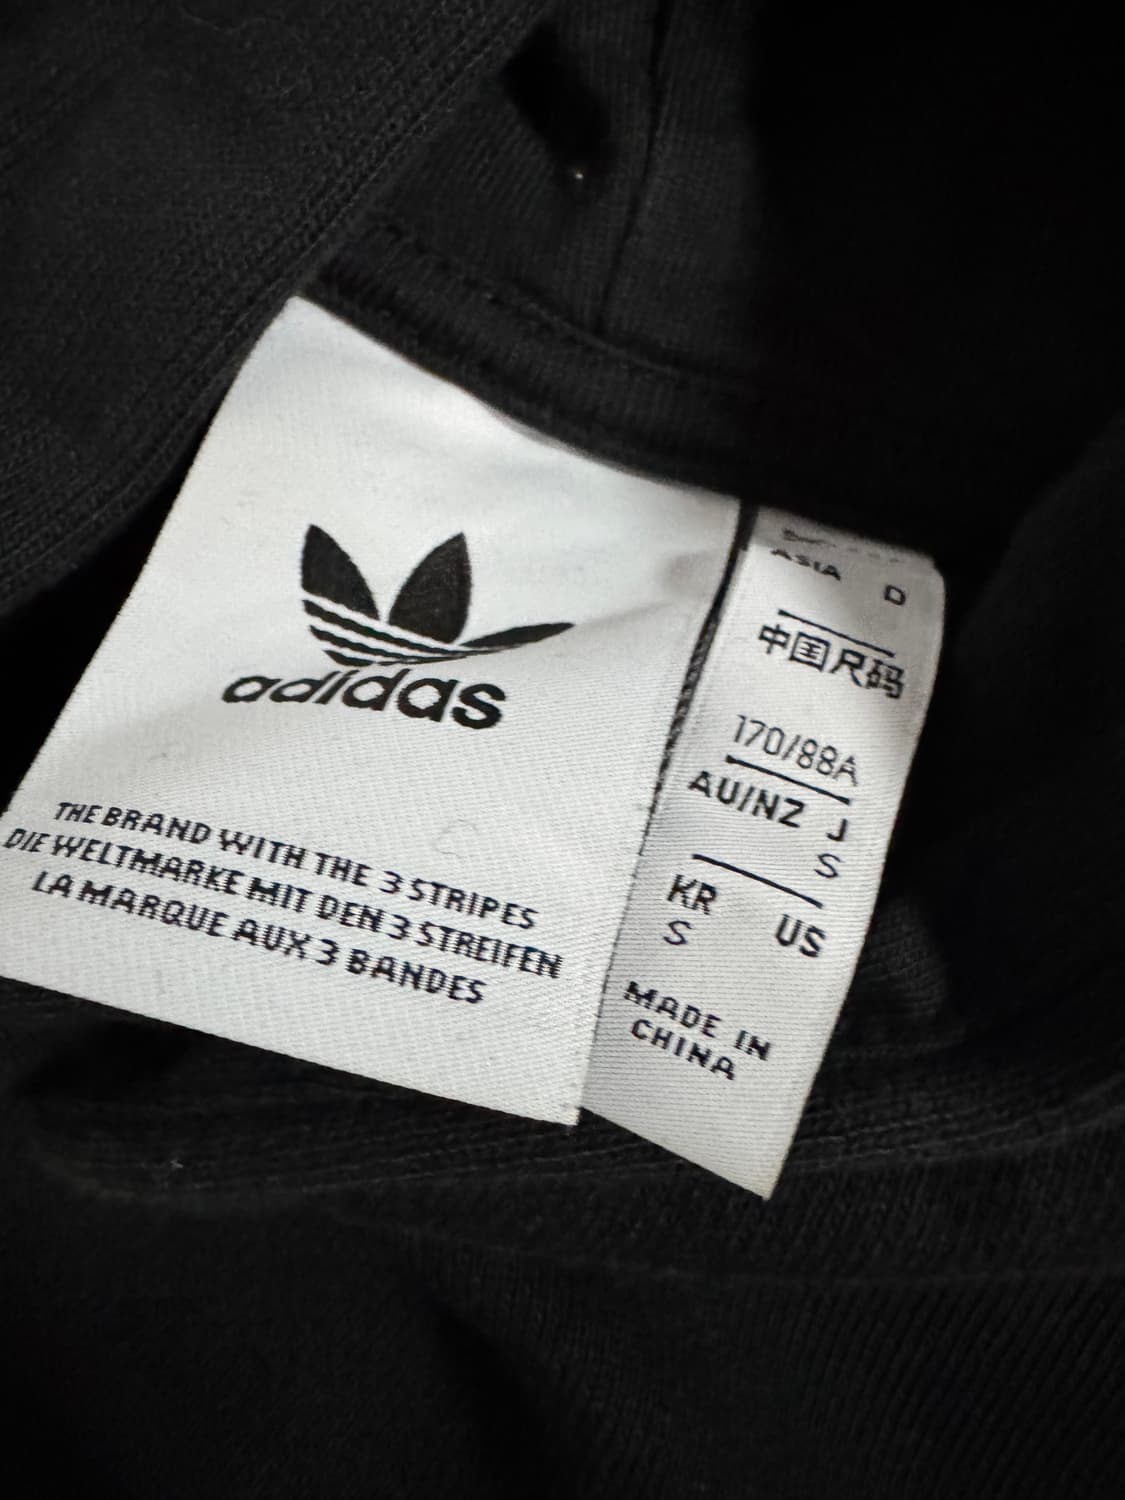 adidas
THE BRAND WITH THE 3 STRIPES
DIE WELTMARKE MIT DEN 3 STREIFEN
LA MARQUE AUX 3 BANDES
ASIA D
中国尺码
170/88A
AU/NZ J
S
KR US
S
MADE IN
CHINA